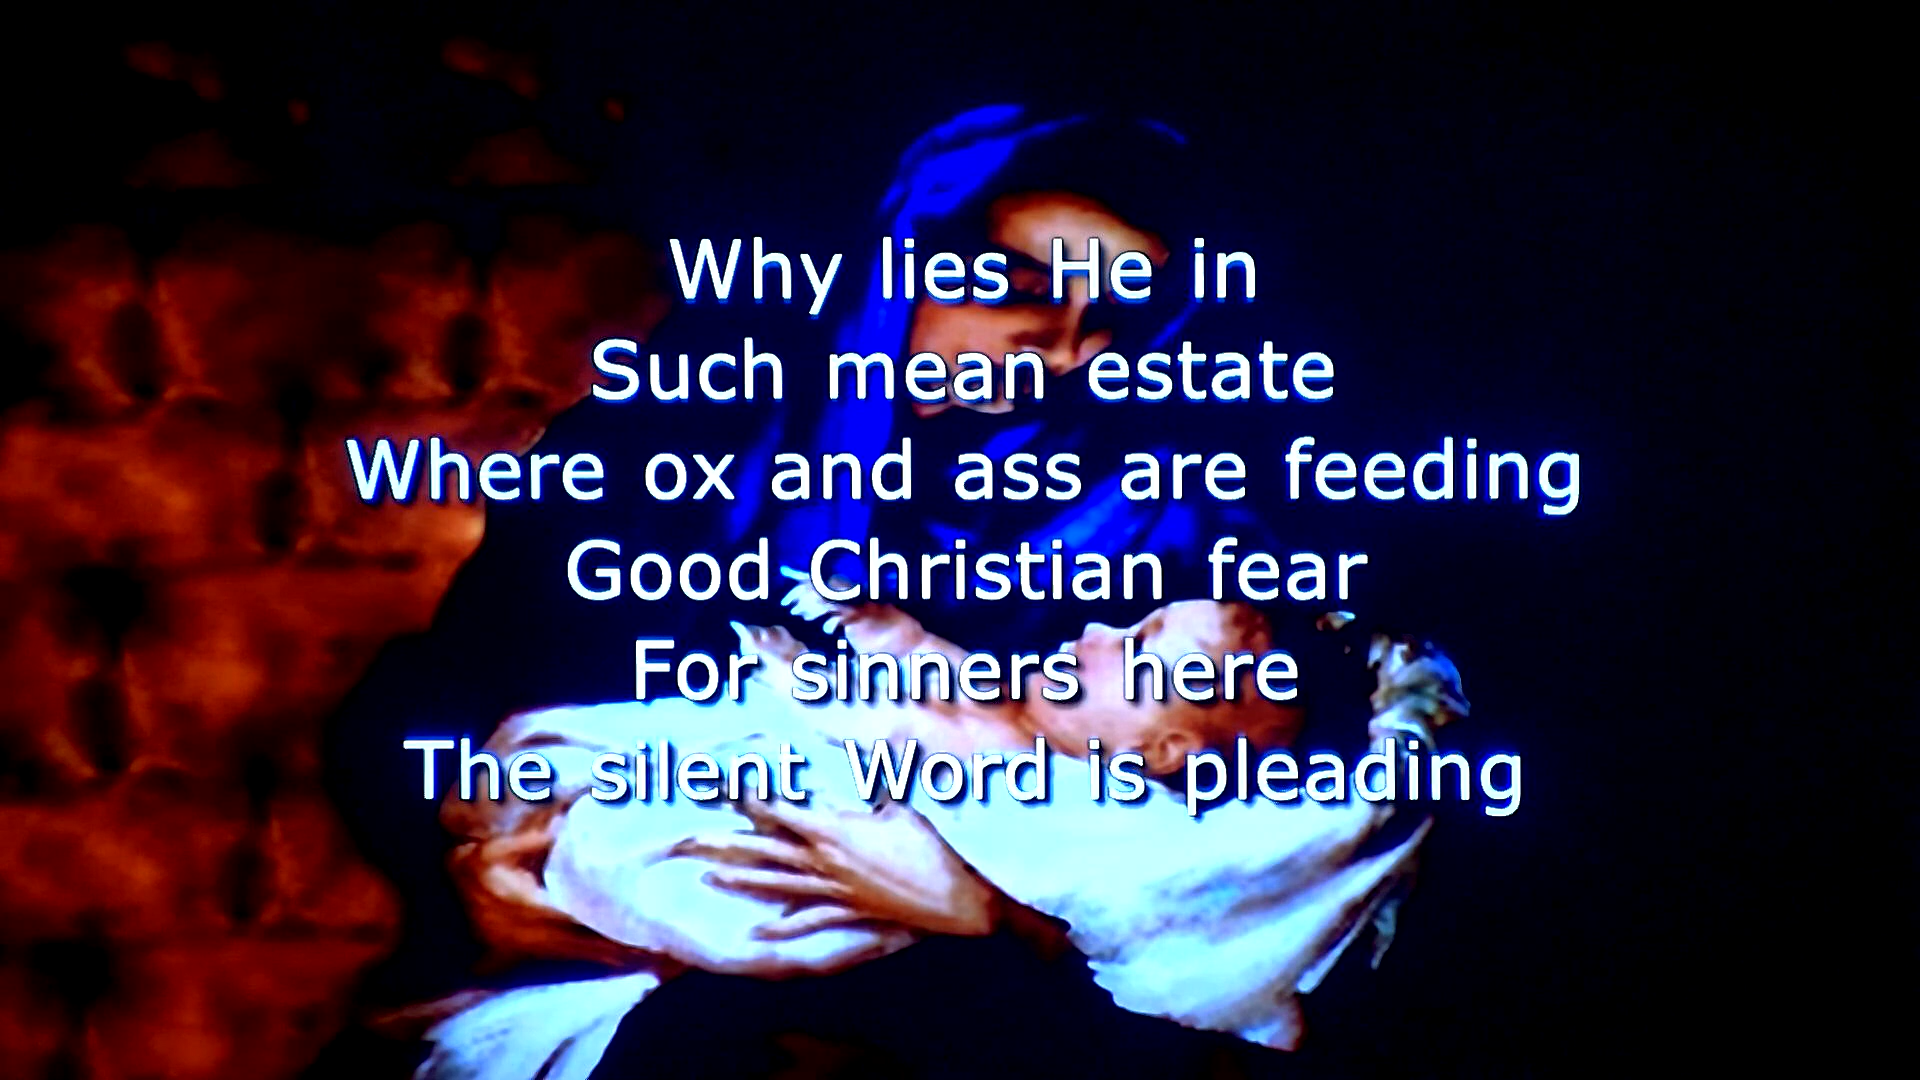 Why lies He in
Such mean estate
Where ox and ass are feeding
Good Christian fear
For sinners here
The silent Word is pleading